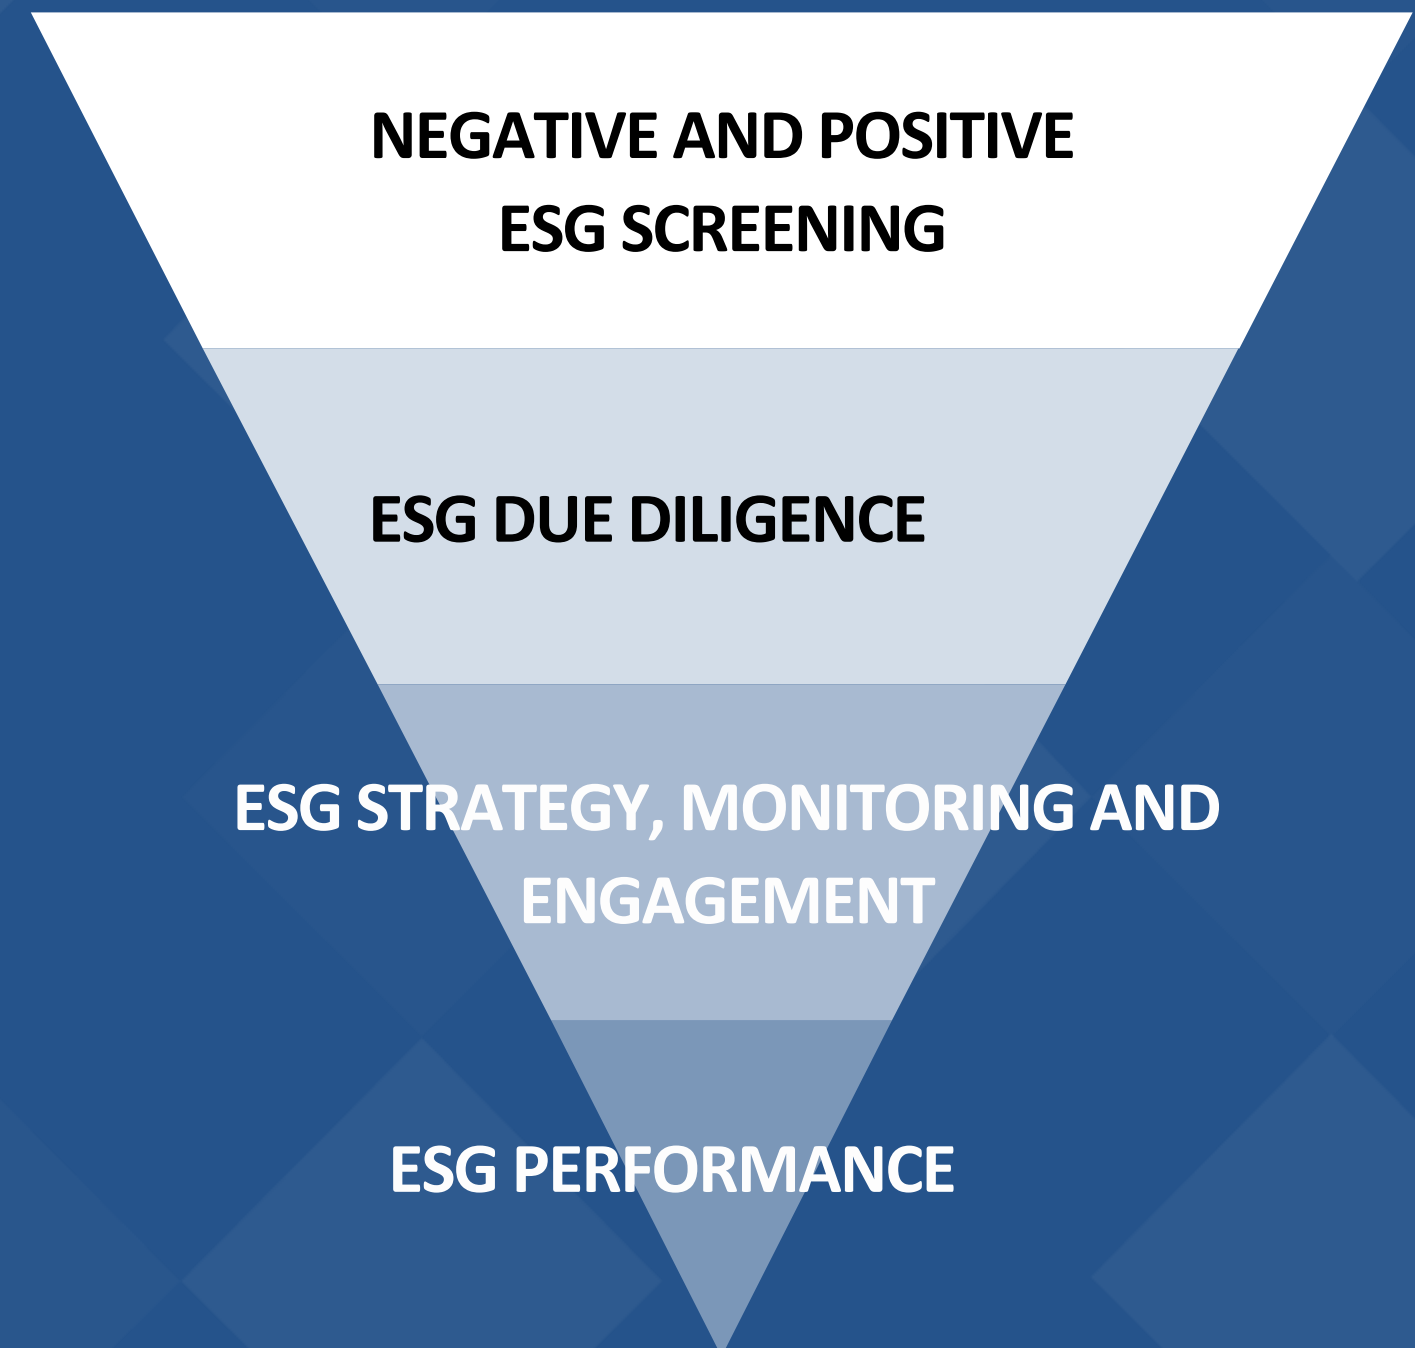 NEGATIVE AND POSITIVE
ESG SCREENING
ESG DUE DILIGENCE
ESG STRATEGY, MONITORING AND
ENGAGEMENT
ESG PERFORMANCE